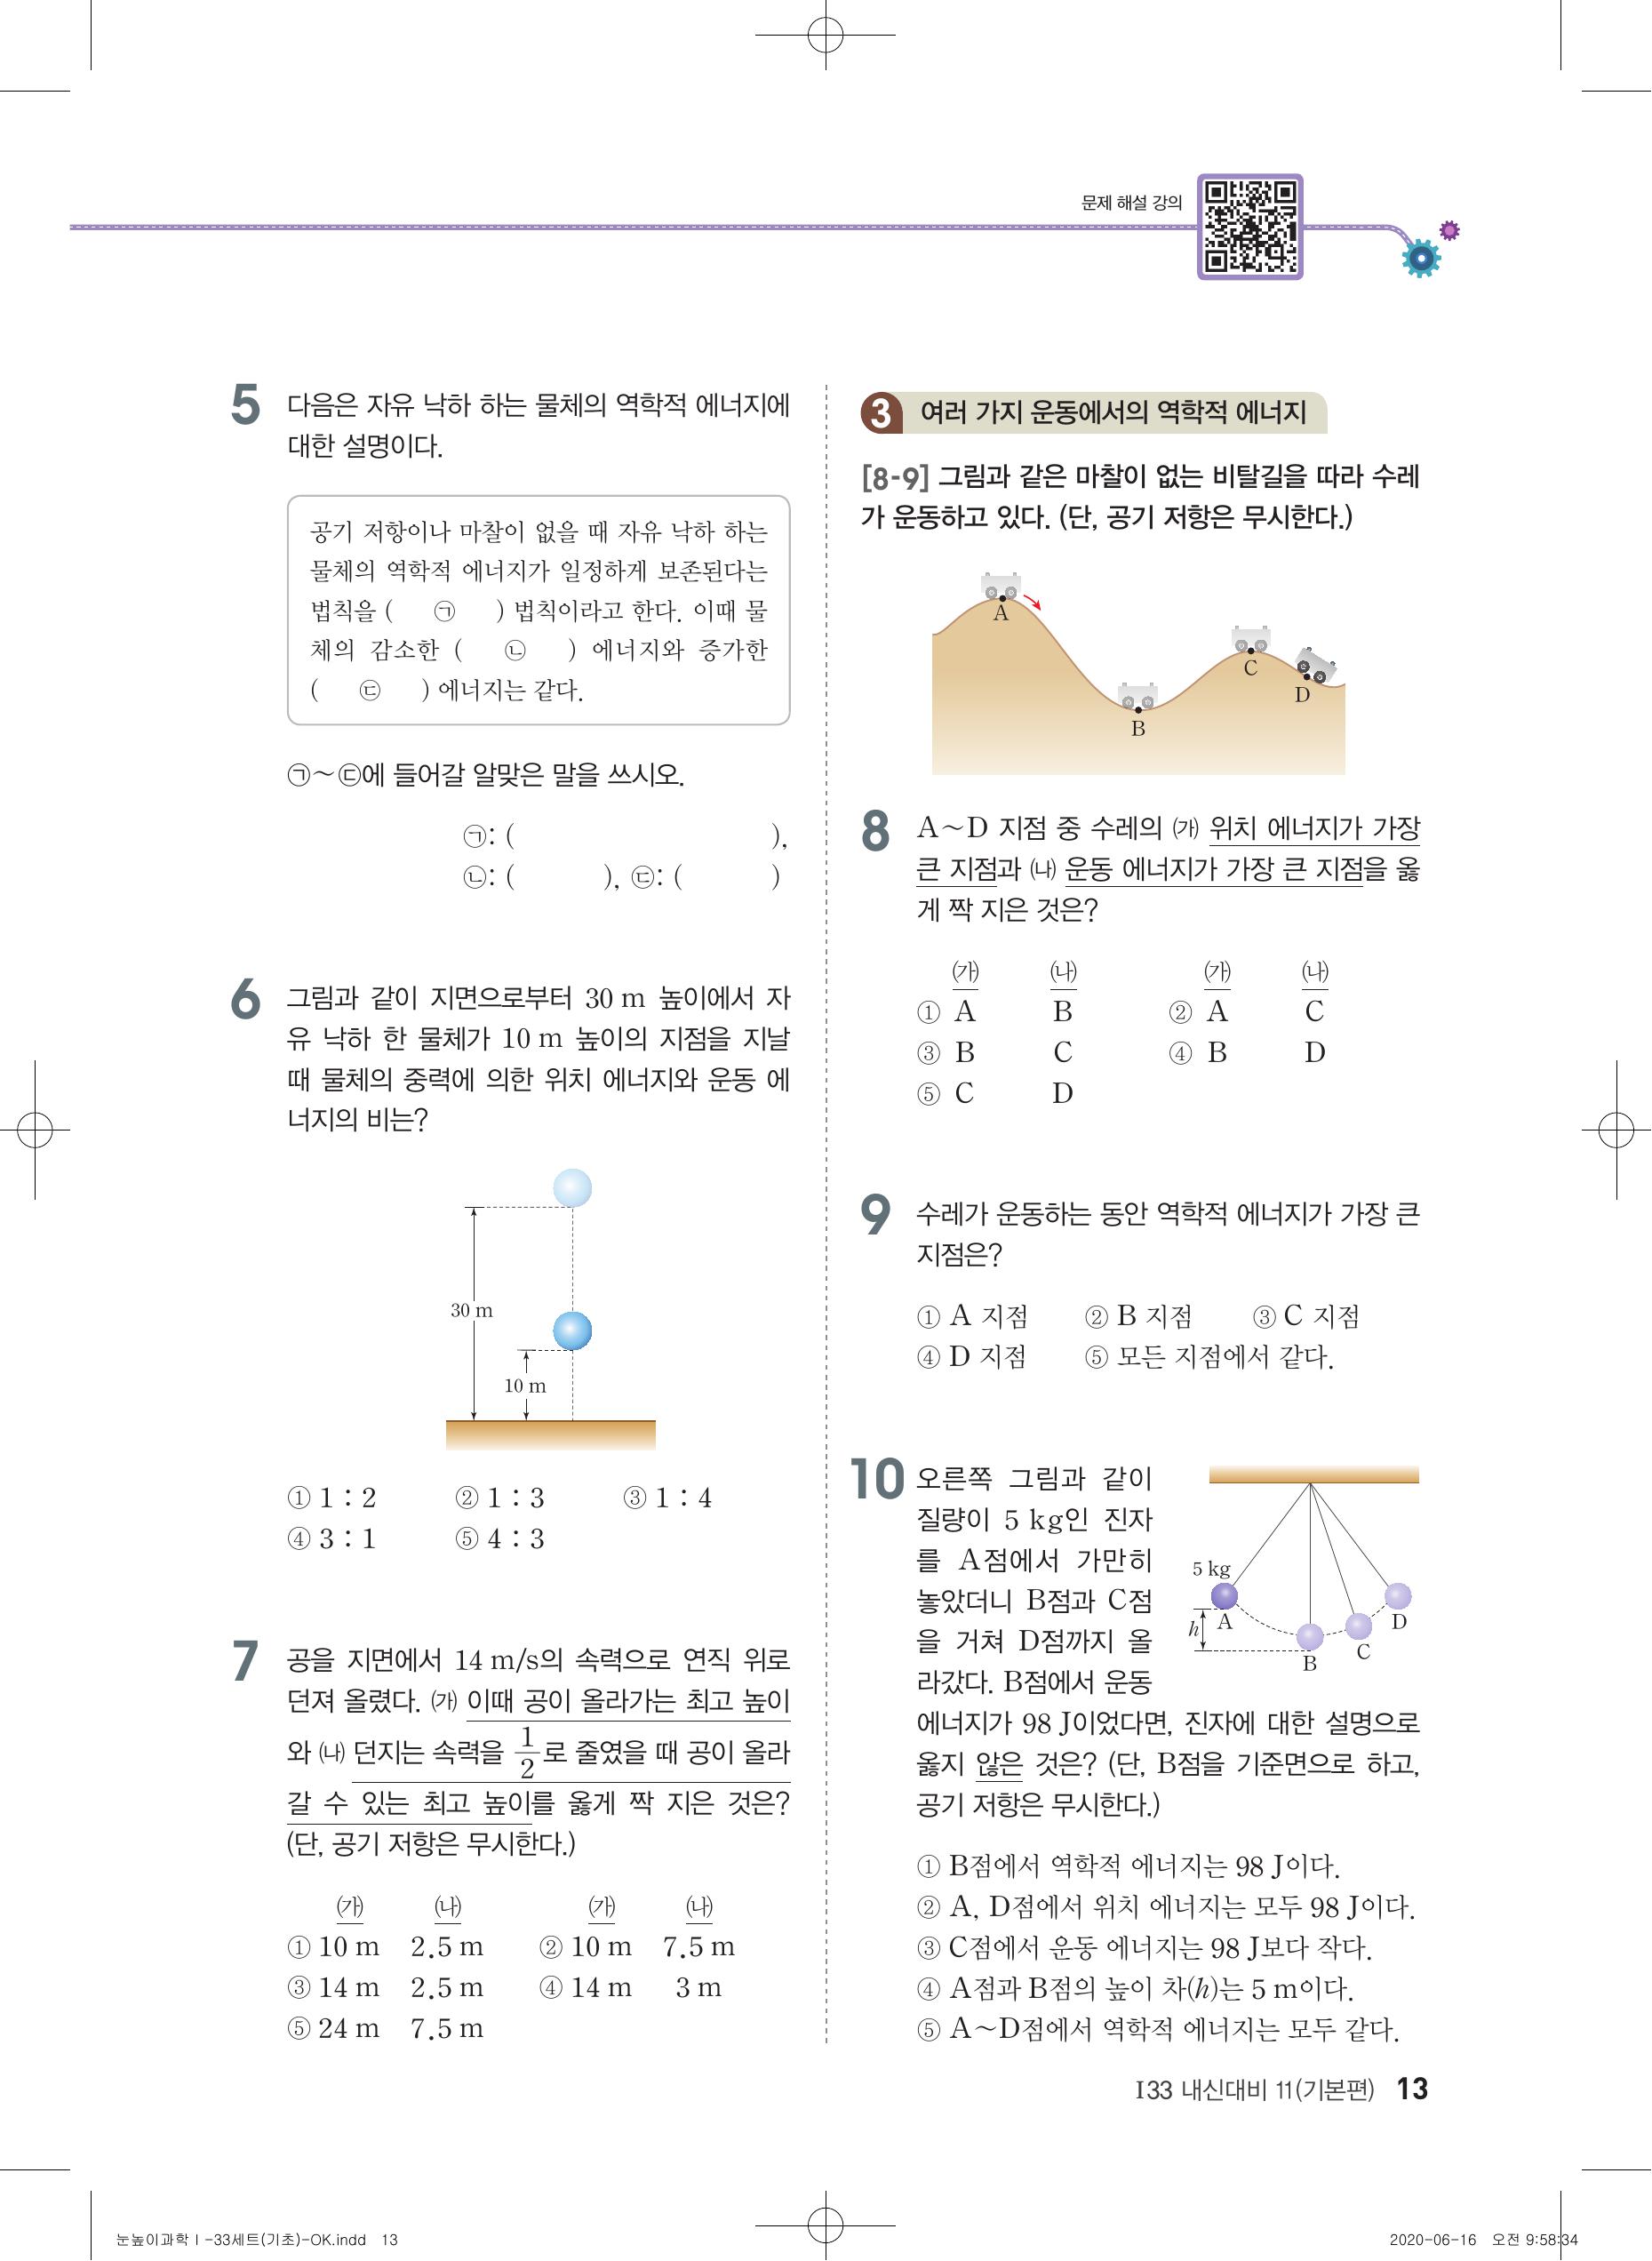 문제 해설 강의
5 다음은 자유 낙하 하는 물체의 역학적 에너지에
대한 설명이다.
공기 저항이나 마찰이 없을 때 자유 낙하 하는
물체의 역학적 에너지가 일정하게 보존된다는
법칙을 ( ㉠ ) 법칙이라고 한다. 이때 물
체의 감소한 ( ㉡ ) 에너지와 증가한
( ㉢ ) 에너지는 같다.
㉠~㉢에 들어갈 알맞은 말을 쓰시오.
㉠: ( ),
㉡: ( ), ㉢: ( )
6 그림과 같이 지면으로부터 30 m 높이에서 자
유 낙하 한 물체가 10 m 높이의 지점을 지날
때 물체의 중력에 의한 위치 에너지와 운동 에
너지의 비는?
30 m
10 m
① 1 : 2 ② 1 : 3 ③ 1 : 4
④ 3 : 1 ⑤ 4 : 3
7 공을 지면에서 14 m/s의 속력으로 연직 위로
던져 올렸다. ㈎ 이때 공이 올라가는 최고 높이
와 ㈏ 던지는 속력을 1/2로 줄였을 때 공이 올라
갈 수 있는 최고 높이를 옳게 짝 지은 것은?
(단, 공기 저항은 무시한다.)
㈎ ㈏ ㈎ ㈏
① 10 m 2.5 m ② 10 m 7.5 m
③ 14 m 2.5 m ④ 14 m 3 m
⑤ 24 m 7.5 m
3 여러 가지 운동에서의 역학적 에너지
[8-9] 그림과 같은 마찰이 없는 비탈길을 따라 수레
가 운동하고 있다. (단, 공기 저항은 무시한다.)
A
C
D
B
8 A~D 지점 중 수레의 ㈎ 위치 에너지가 가장
큰 지점과 ㈏ 운동 에너지가 가장 큰 지점을 옳
게 짝 지은 것은?
㈎ ㈏ ㈎ ㈏
① A B ② A C
③ B C ④ B D
⑤ C D
9 수레가 운동하는 동안 역학적 에너지가 가장 큰
지점은?
① A 지점 ② B 지점 ③ C 지점
④ D 지점 ⑤ 모든 지점에서 같다.
10 오른쪽 그림과 같이
질량이 5 kg인 진자
를 A점에서 가만히
놓았더니 B점과 C점
을 거쳐 D점까지 올
라갔다. B점에서 운동
에너지가 98 J이었다면, 진자에 대한 설명으로
옳지 않은 것은? (단, B점을 기준면으로 하고,
공기 저항은 무시한다.)
5 kg
h A D
C
B
① B점에서 역학적 에너지는 98 J이다.
② A, D점에서 위치 에너지는 모두 98 J이다.
③ C점에서 운동 에너지는 98 J보다 작다.
④ A점과 B점의 높이 차(h)는 5 m이다.
⑤ A~D점에서 역학적 에너지는 모두 같다.
I33 내신대비 11(기본편) 13
눈높이과학 I -33세트(기초)-OK.indd 13
2020-06-16 오전 9:58:34